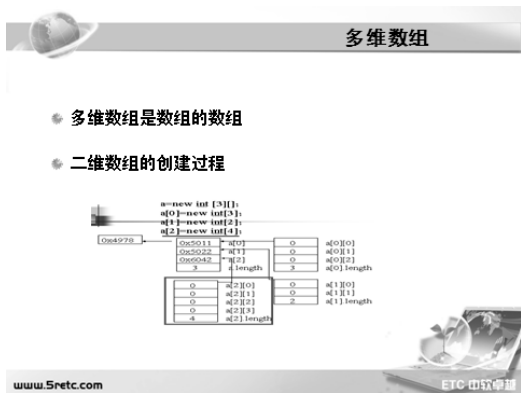 多维数组
多维数组是数组的数组
二维数组的创建过程
a=new int [3][];
a[0]=new int[3];
a[1]=new int[2];
a[2]=new int[4];
0x4978
0x5011 a[0]
0x5022 a[1]
0x6042 a[2]
3 a.length
0 a[0][0]
0 a[0][1]
0 a[0][2]
3 a[0].length
0 a[1][0]
0 a[1][1]
2 a[1].length
0 a[2][0]
0 a[2][1]
0 a[2][2]
0 a[2][3]
4 a[2].length
www.5retc.com
ETC 中软卓越